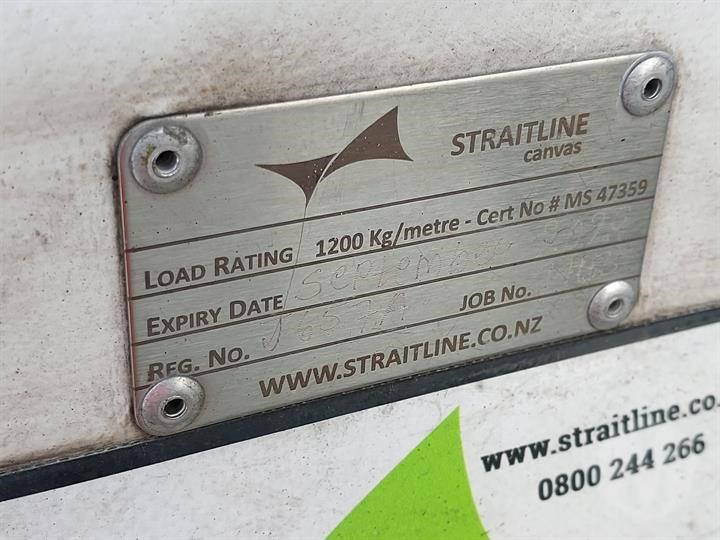 STRAITLINE
canvas
LOAD RATING 1200 Kg/metre - Cert No # MS 47359
EXPIRY DATE September
REG. No. JOB No.
WWW.STRAITLINE.CO.NZ
www.straitline.co.
0800 244 266